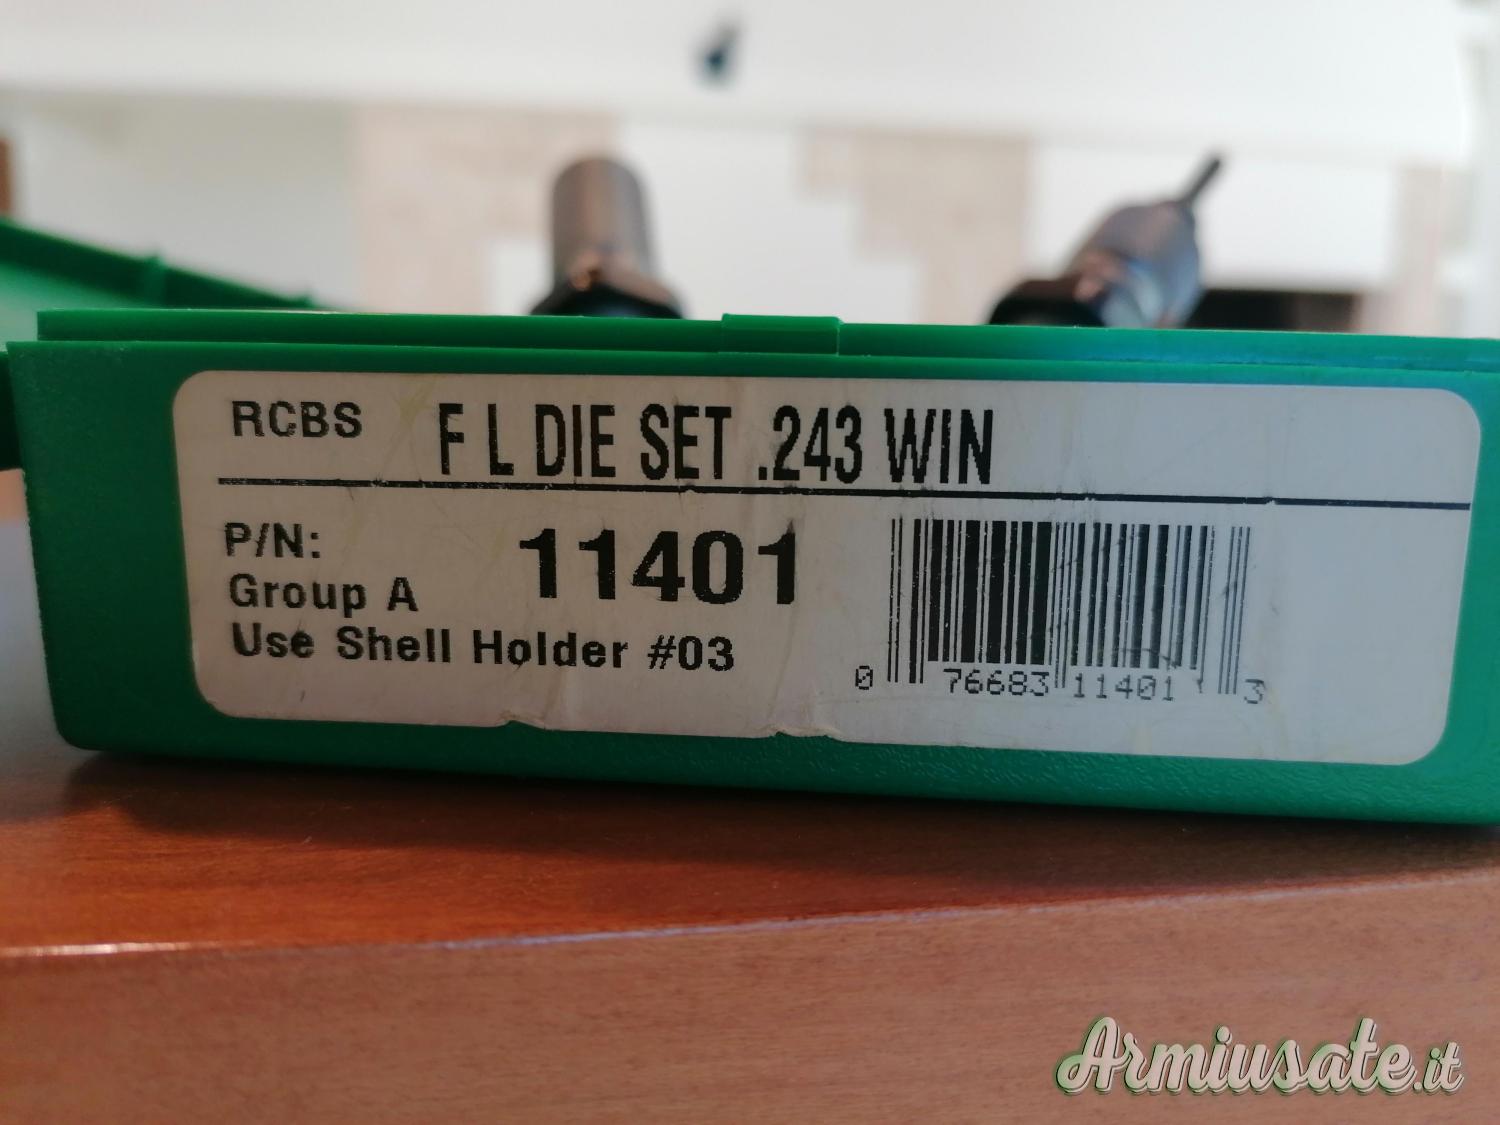 RCBS F L DIE SET .243 WIN
P/N: 11401
Group A
Use Shell Holder #03
0 76683 11401 3
Armiusate.it